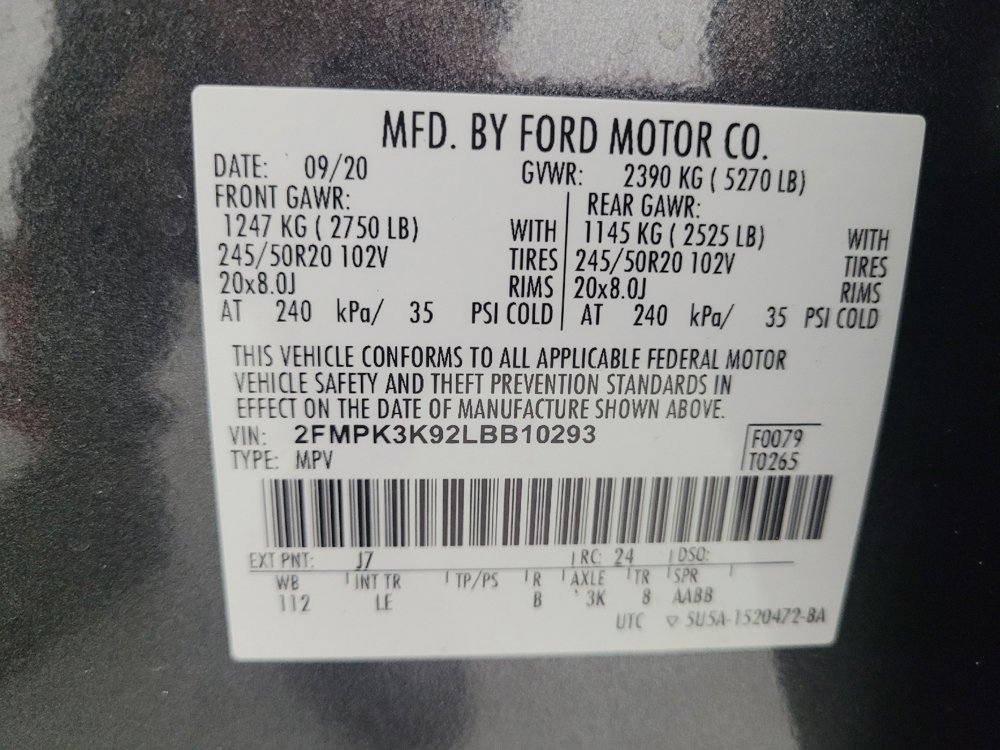 MFD. BY FORD MOTOR CO.
DATE: 09/20 GVWR: 2390 KG ( 5270 LB)
FRONT GAWR: REAR GAWR:
1247 KG ( 2750 LB) WITH 1145 KG ( 2525 LB) WITH
245/50R20 102V TIRES 245/50R20 102V TIRES
20x8.0J RIMS 20x8.0J RIMS
AT 240 kPa/ 35 PSI COLD AT 240 kPa/ 35 PSI COLD
THIS VEHICLE CONFORMS TO ALL APPLICABLE FEDERAL MOTOR
VEHICLE SAFETY AND THEFT PREVENTION STANDARDS IN
EFFECT ON THE DATE OF MANUFACTURE SHOWN ABOVE.
VIN: 2FMPK3K92LBB10293 F0079
TYPE: MPV T0265
EXT PNT: J7 RC: 24 DSO:
WB INT TR TP/PS R AXLE TR SPR
112 LE B 3K 8 AABB
UTC ▽ 5U5A-1520472-BA